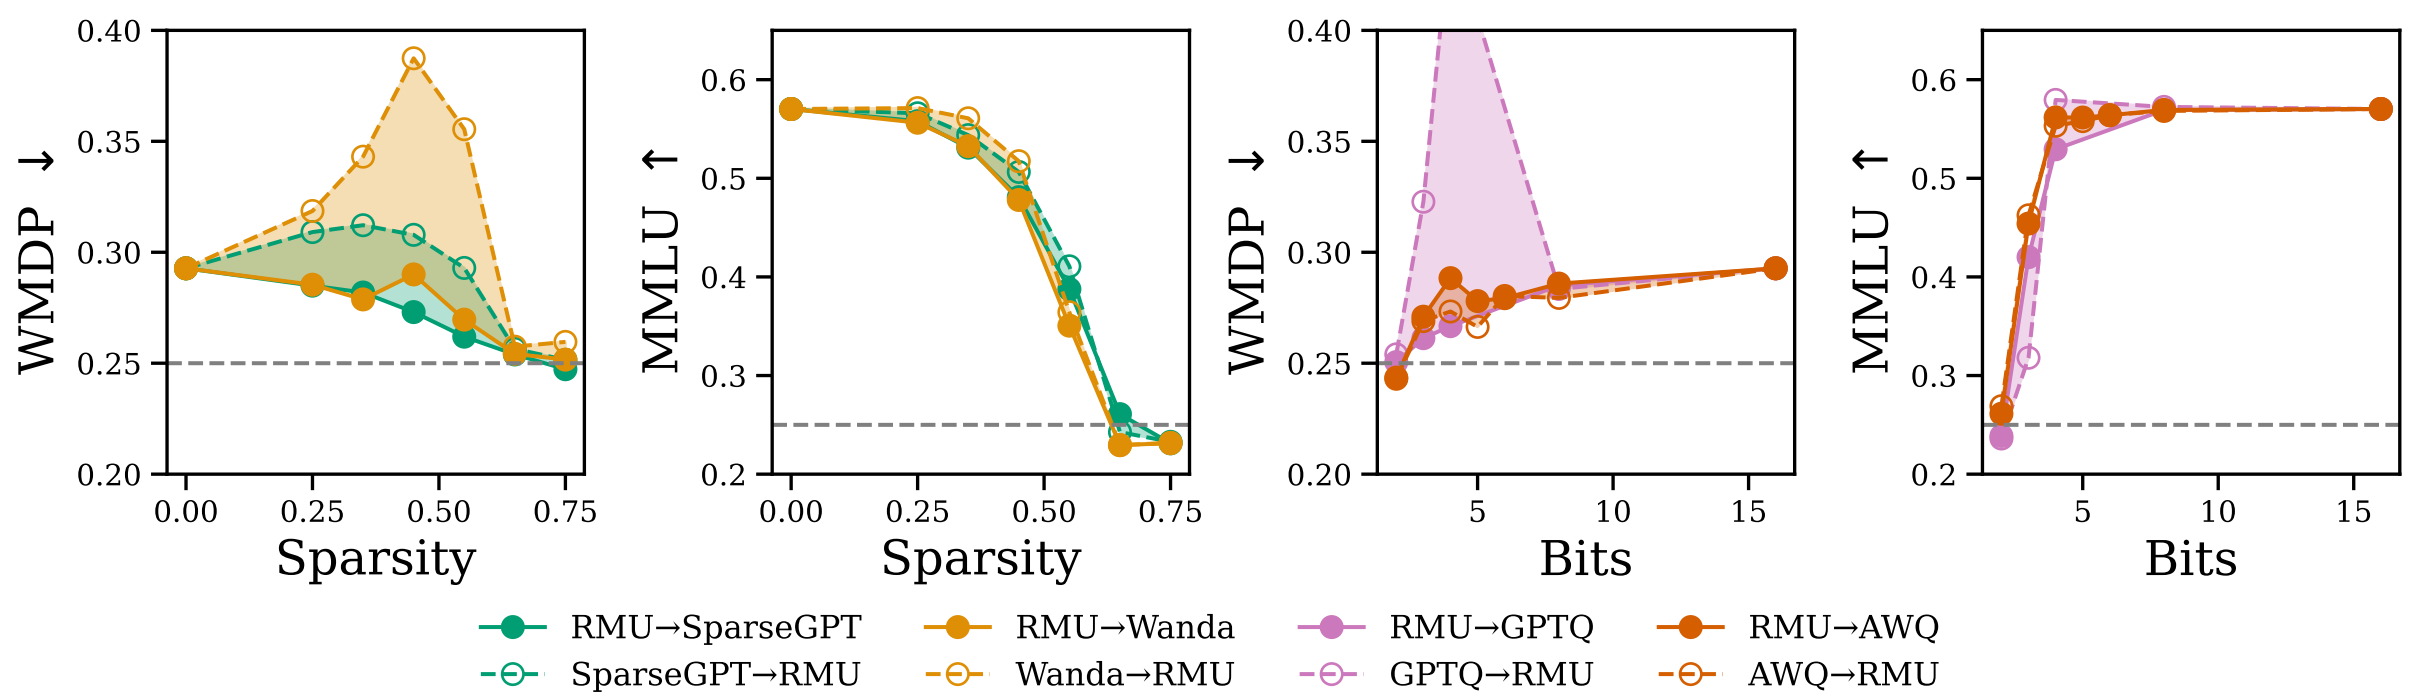 WMDP ↓
0.40
0.35
0.30
0.25
0.20
0.00 0.25 0.50 0.75
Sparsity
MMLU ↑
0.6
0.5
0.4
0.3
0.2
0.00 0.25 0.50 0.75
Sparsity
WMDP ↓
0.40
0.35
0.30
0.25
0.20
5 10 15
Bits
MMLU ↑
0.6
0.5
0.4
0.3
0.2
5 10 15
Bits
RMU→SparseGPT RMU→Wanda RMU→GPTQ RMU→AWQ
SparseGPT→RMU Wanda→RMU GPTQ→RMU AWQ→RMU